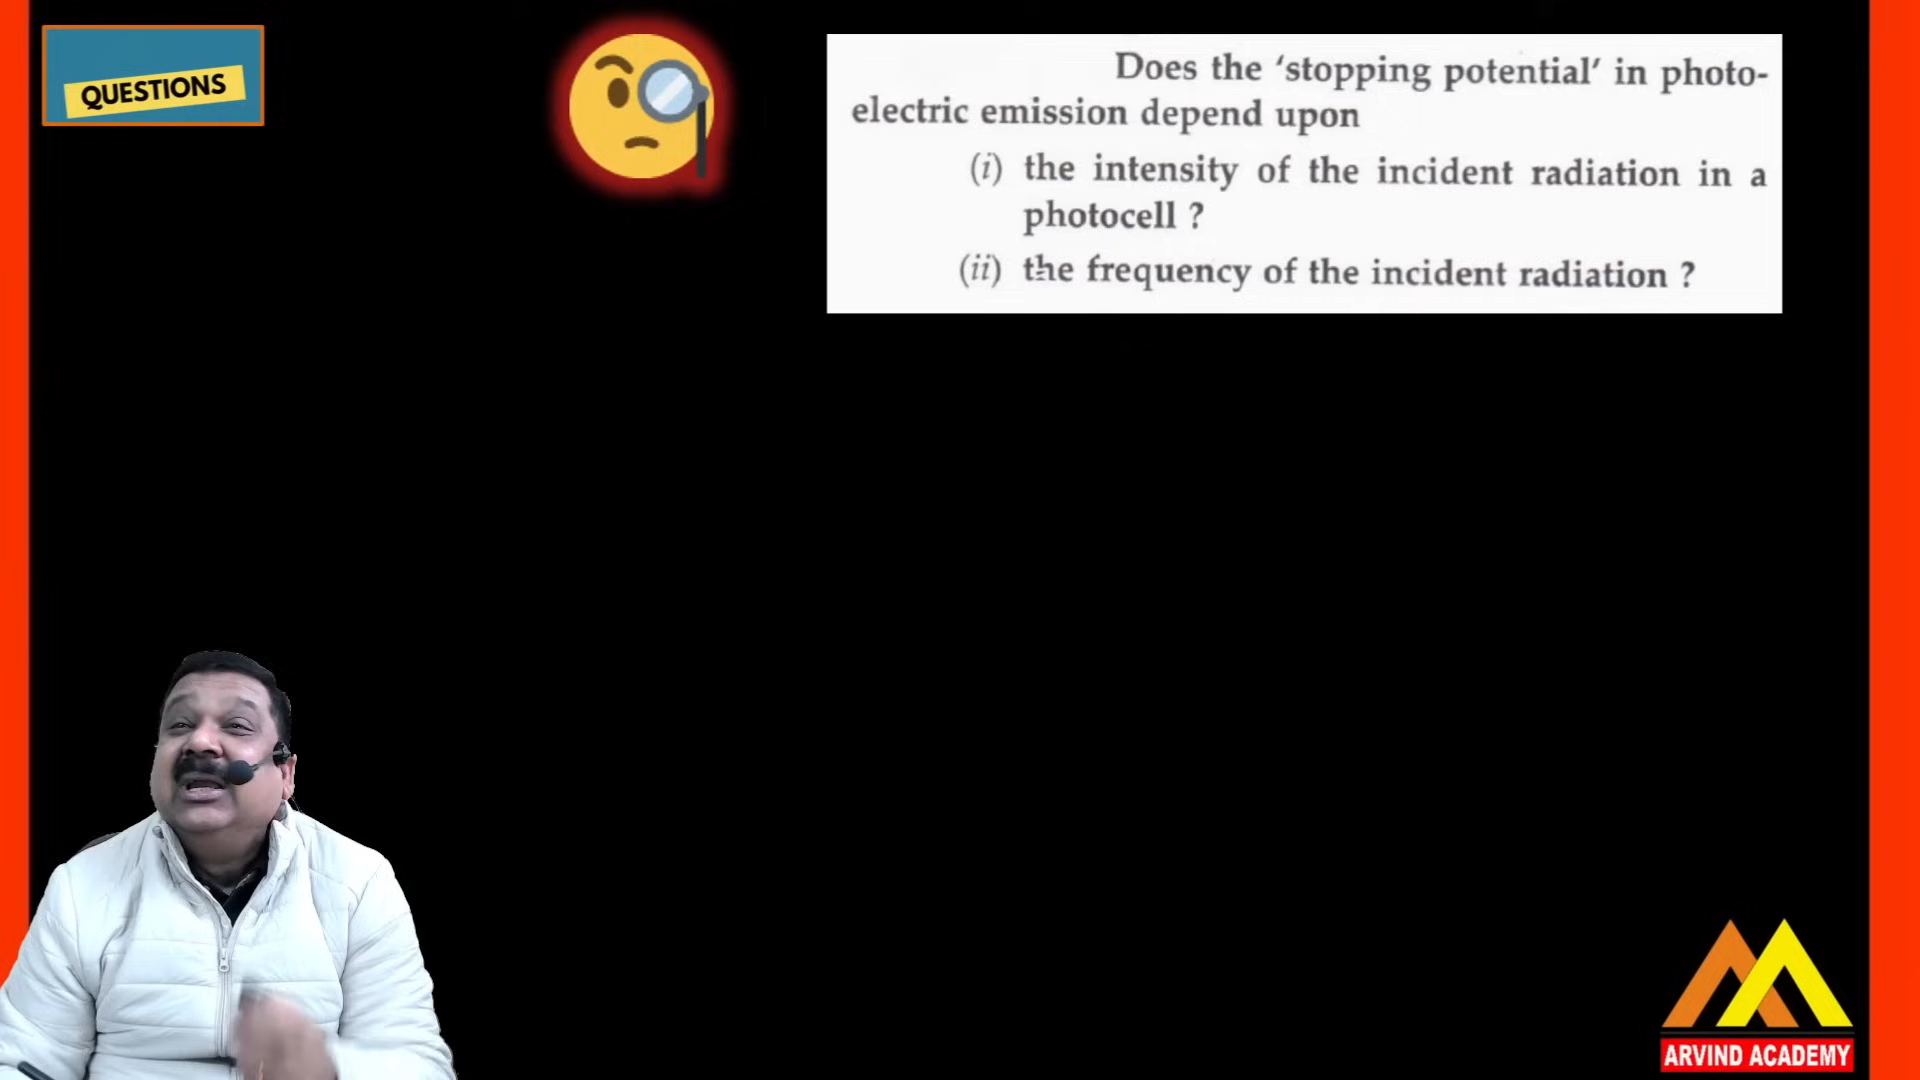 QUESTIONS
Does the ‘stopping potential’ in photo-
electric emission depend upon
(i) the intensity of the incident radiation in a
photocell ?
(ii) the frequency of the incident radiation ?
ARVIND ACADEMY